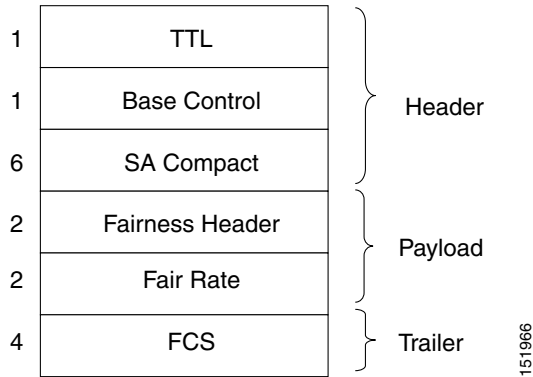 1 TTL
1 Base Control
Header
6 SA Compact
2 Fairness Header
Payload
2 Fair Rate
4 FCS Trailer
151966